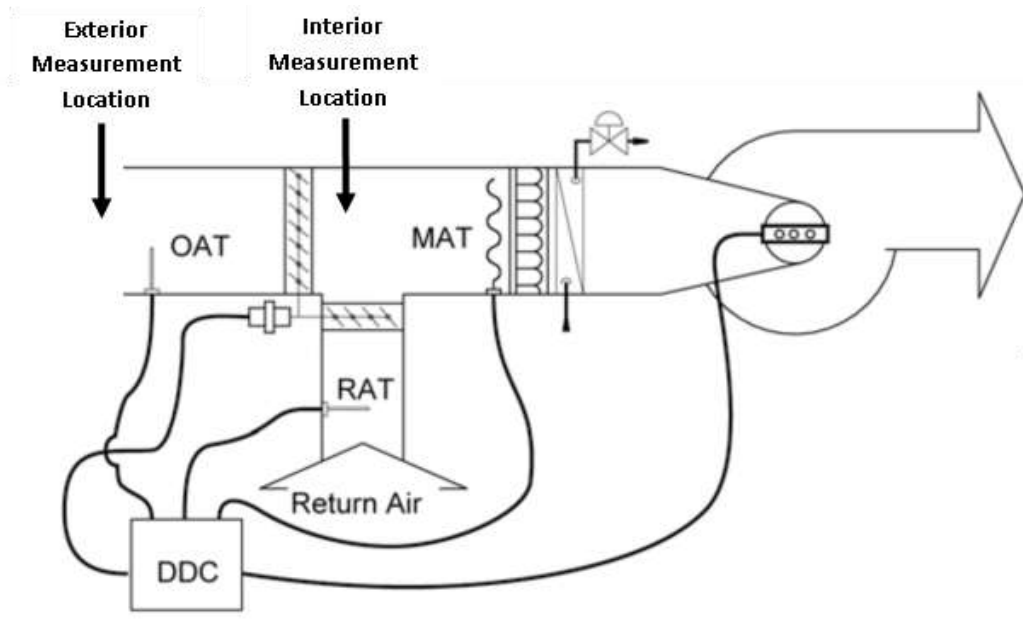 Exterior
Measurement
Location
Interior
Measurement
Location
OAT
MAT
RAT
Return Air
DDC